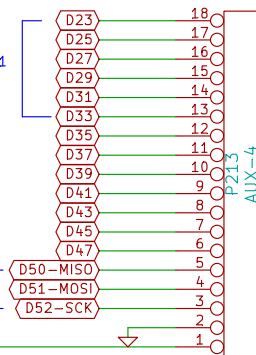 D23 18
D25 17
D27 16
D29 15
D31 14
D33 13
D35 12
D37 11
D39 10
D41 9
D43 8
D45 7
D47 6
D50-MISO 5
D51-MOSI 4
D52-SCK 3
2
1
P213
AUX-4